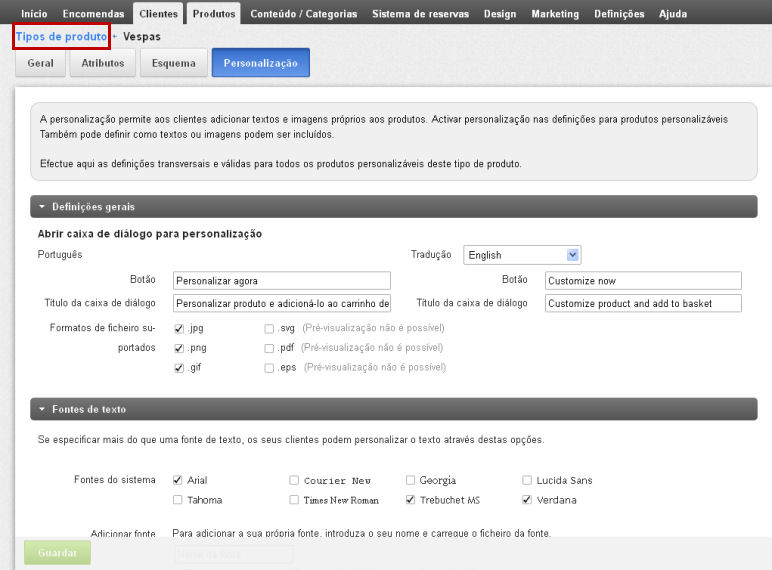 Início Encomendas Clientes Produtos Conteúdo / Categorias Sistema de reservas Design Marketing Definições Ajuda
Tipos de produto - Vespas
Geral Atributos Esquema Personalização
A personalização permite aos clientes adicionar textos e imagens próprios aos produtos. Activar personalização nas definições para produtos personalizáveis
Também pode definir como textos ou imagens podem ser incluídos.
Efectue aqui as definições transversais e válidas para todos os produtos personalizáveis deste tipo de produto.
Definições gerais
Abrir caixa de diálogo para personalização
Português Tradução English
Botão Personalizar agora Botão Customize now
Título da caixa de diálogo Personalizar produto e adicioná-lo ao carrinho de Título da caixa de diálogo Customize product and add to basket
Formatos de ficheiro su- .jpg .svg (Pré-visualização não é possível)
portados .png .pdf (Pré-visualização não é possível)
.gif .eps (Pré-visualização não é possível)
Fontes de texto
Se especificar mais do que uma fonte de texto, os seus clientes podem personalizar o texto através destas opções.
Fontes do sistema Arial Courier New Georgia Lucida Sans
Tahoma Times New Roman Trebuchet MS Verdana
Adicionar fonte Para adicionar a sua própria fonte, introduza o seu nome e carregue o ficheiro da fonte.
Guardar